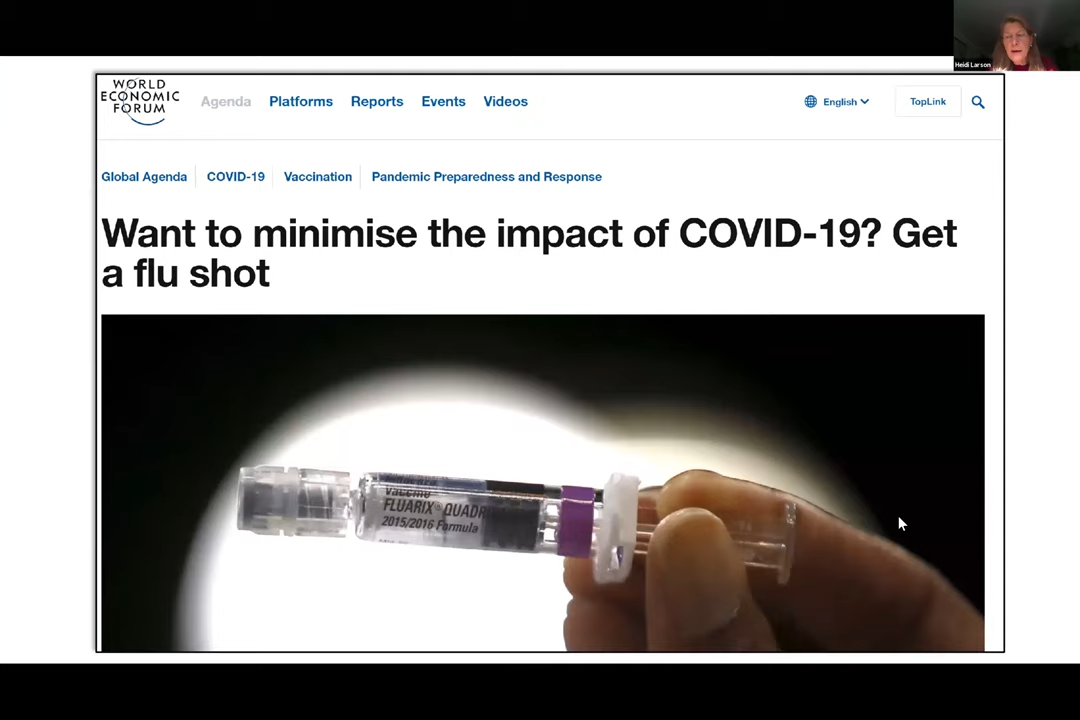 Heidi Larson
WORLD
ECONOMIC
FORUM
Agenda Platforms Reports Events Videos
English
TopLink
Global Agenda COVID-19 Vaccination Pandemic Preparedness and Response
Want to minimise the impact of COVID-19? Get
a flu shot
Vaccine
FLUARIX® QUADR
2015/2016 Formula